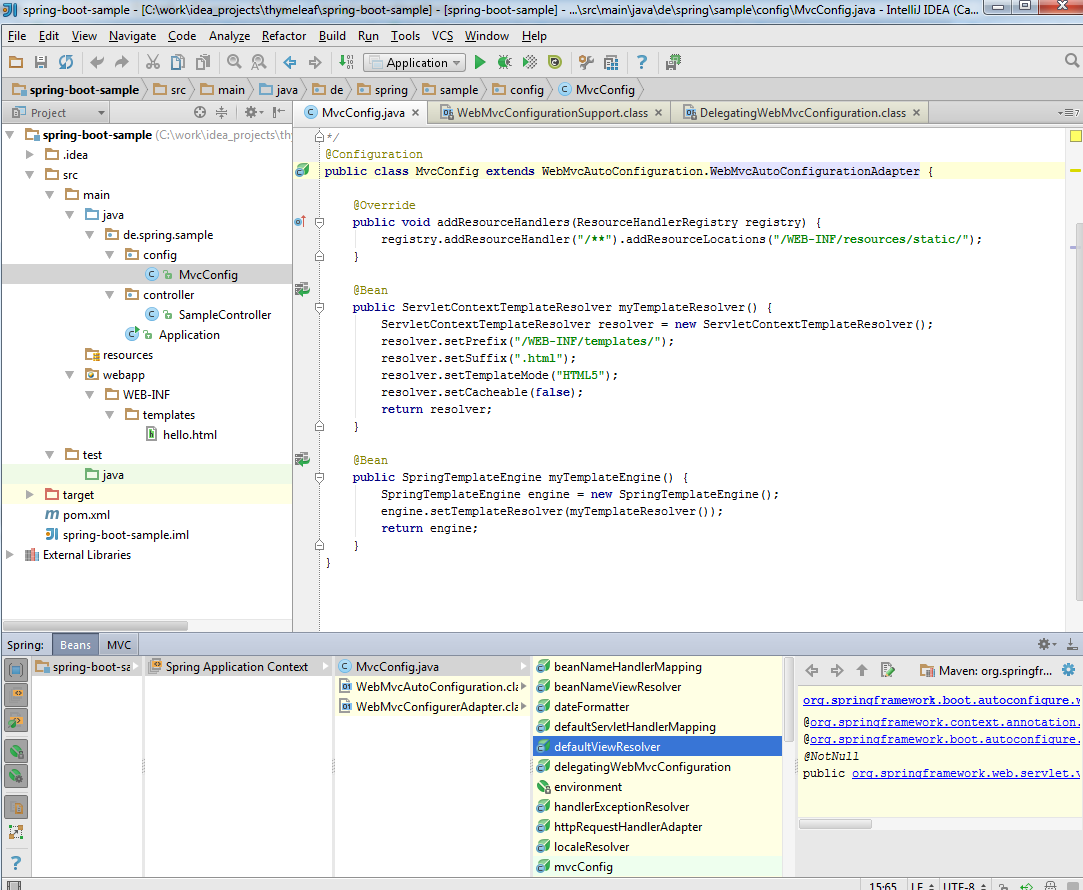 spring-boot-sample - [C:\work\idea_projects\thymeleaf\spring-boot-sample] - [spring-boot-sample] - ...\src\main\java\de\spring\sample\config\MvcConfig.java - IntelliJ IDEA (Ca...
File Edit View Navigate Code Analyze Refactor Build Run Tools VCS Window Help
Application
spring-boot-sample src main java de spring sample config MvcConfig
Project
MvcConfig.java WebMvcConfigurationSupport.class DelegatingWebMvcConfiguration.class
spring-boot-sample (C:\work\idea_projects\thy
.idea
src
main
java
de.spring.sample
config
MvcConfig
controller
SampleController
Application
resources
webapp
WEB-INF
templates
hello.html
test
java
target
pom.xml
spring-boot-sample.iml
External Libraries
*/
@Configuration
public class MvcConfig extends WebMvcAutoConfiguration.WebMvcAutoConfigurationAdapter {
@Override
public void addResourceHandlers(ResourceHandlerRegistry registry) {
registry.addResourceHandler("/**").addResourceLocations("/WEB-INF/resources/static/");
}
@Bean
public ServletContextTemplateResolver myTemplateResolver() {
ServletContextTemplateResolver resolver = new ServletContextTemplateResolver();
resolver.setPrefix("/WEB-INF/templates/");
resolver.setSuffix(".html");
resolver.setTemplateMode("HTML5");
resolver.setCacheable(false);
return resolver;
}
@Bean
public SpringTemplateEngine myTemplateEngine() {
SpringTemplateEngine engine = new SpringTemplateEngine();
engine.setTemplateResolver(myTemplateResolver());
return engine;
}
}
Spring: Beans MVC
spring-boot-sa
Spring Application Context
MvcConfig.java
WebMvcAutoConfiguration.cla
WebMvcConfigurerAdapter.cla
beanNameHandlerMapping
beanNameViewResolver
dateFormatter
defaultServletHandlerMapping
defaultViewResolver
delegatingWebMvcConfiguration
environment
handlerExceptionResolver
httpRequestHandlerAdapter
localeResolver
mvcConfig
Maven: org.springfr...
org.springframework.boot.autoconfigure.w
@org.springframework.context.annotation.
@org.springframework.boot.autoconfigure.
@NotNull
public org.springframework.web.servlet.v
15:65 LF UTF-8